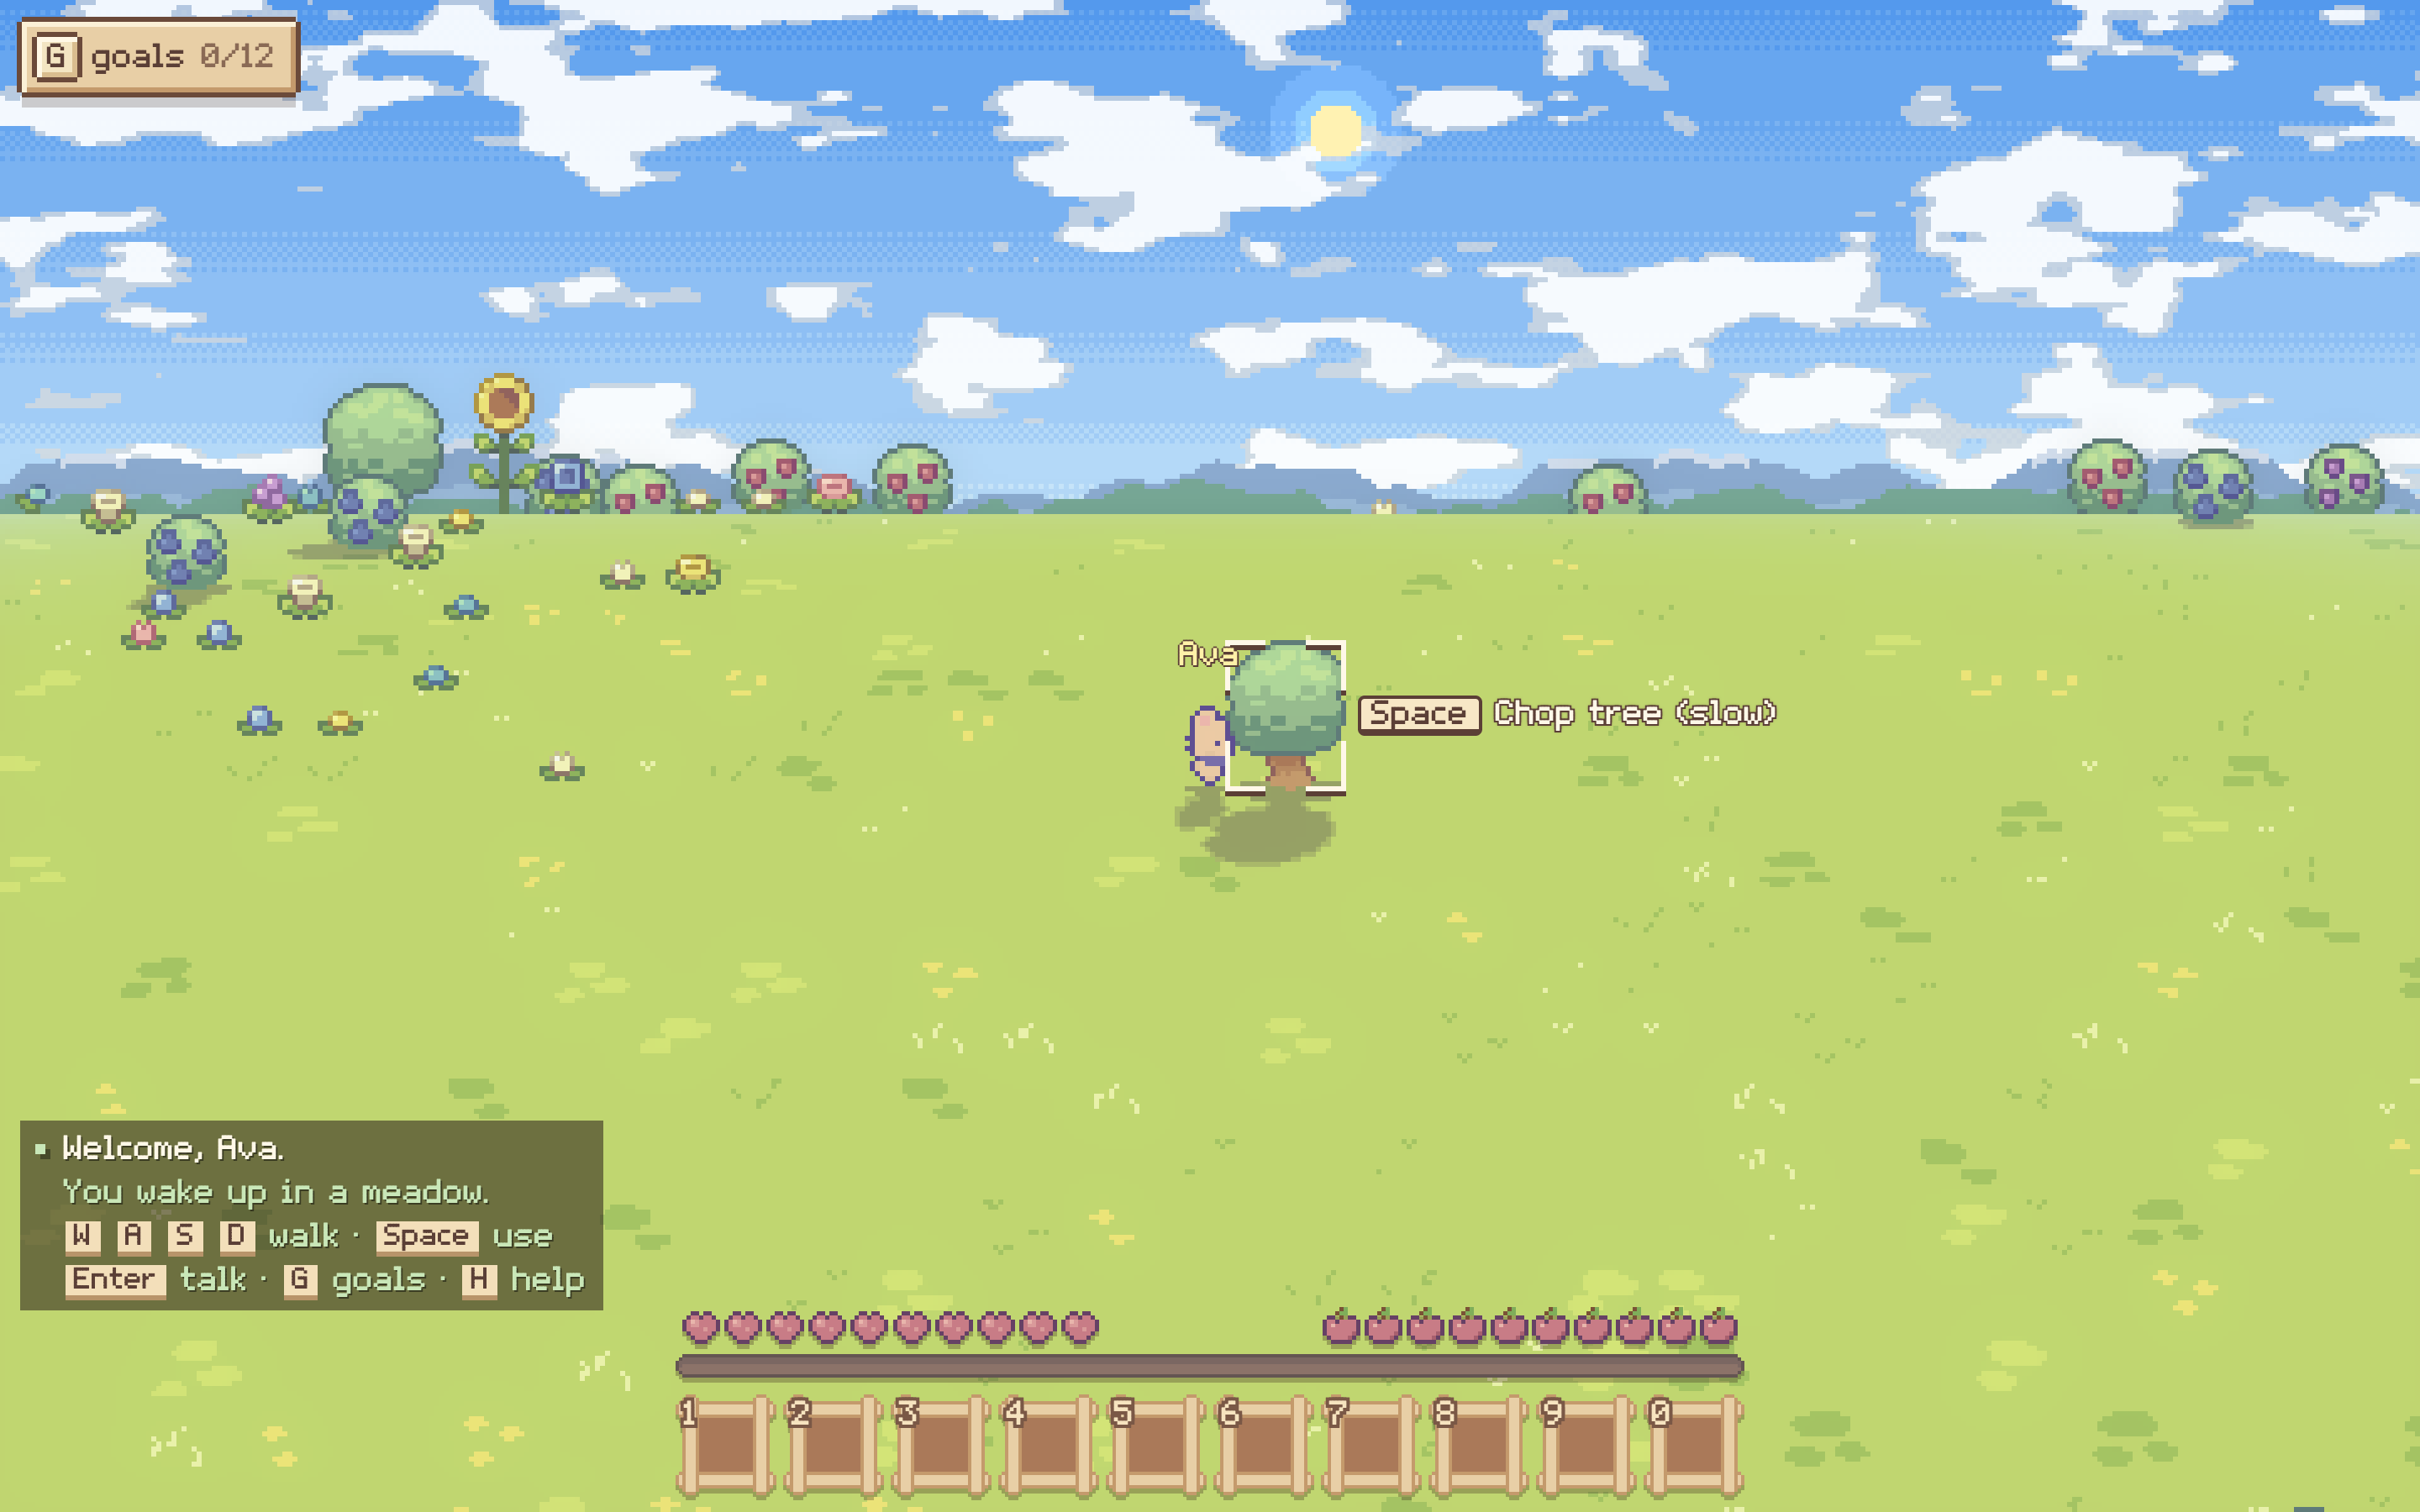 G goals 0/12
Ava
Space Chop tree (slow)
Welcome, Ava.
You wake up in a meadow.
W A S D walk · Space use
Enter talk · G goals · H help
1 2 3 4 5 6 7 8 9 0